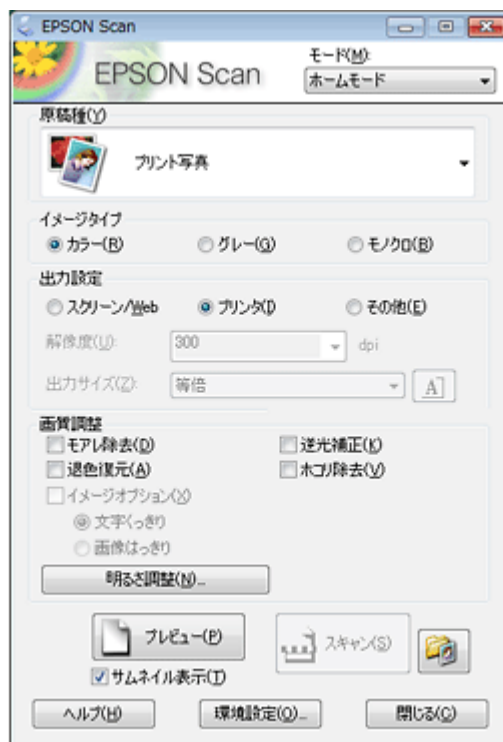 EPSON Scan
EPSON Scan
モード(M):
ホームモード
原稿種(Y)
プリント写真
イメージタイプ
カラー(R) グレー(G) モノクロ(B)
出力設定
スクリーン/Web プリンタ(I) その他(E)
解像度(U): 300 dpi
出力サイズ(Z): 等倍 A
画質調整
モアレ除去(D) 逆光補正(K)
退色復元(A) ホコリ除去(V)
イメージオプション(X)
文字くっきり
画像はっきり
明るさ調整(N)...
プレビュー(P) スキャン(S)
サムネイル表示(T)
ヘルプ(H) 環境設定(O)... 閉じる(C)